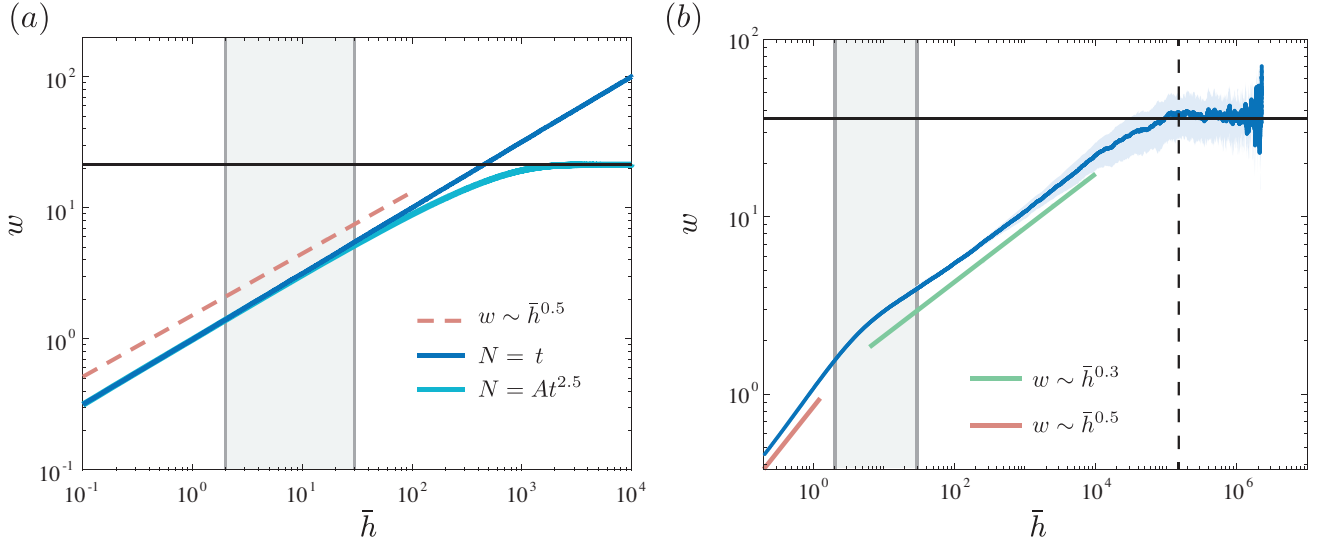 (a)
10^2
10^1
10^0
10^-1
w
w ∼ h̄^0.5
N = t
N = At^2.5
10^-1 10^0 10^1 10^2 10^3 10^4
h̄
(b)
10^2
10^1
10^0
w
w ∼ h̄^0.3
w ∼ h̄^0.5
10^0 10^2 10^4 10^6
h̄